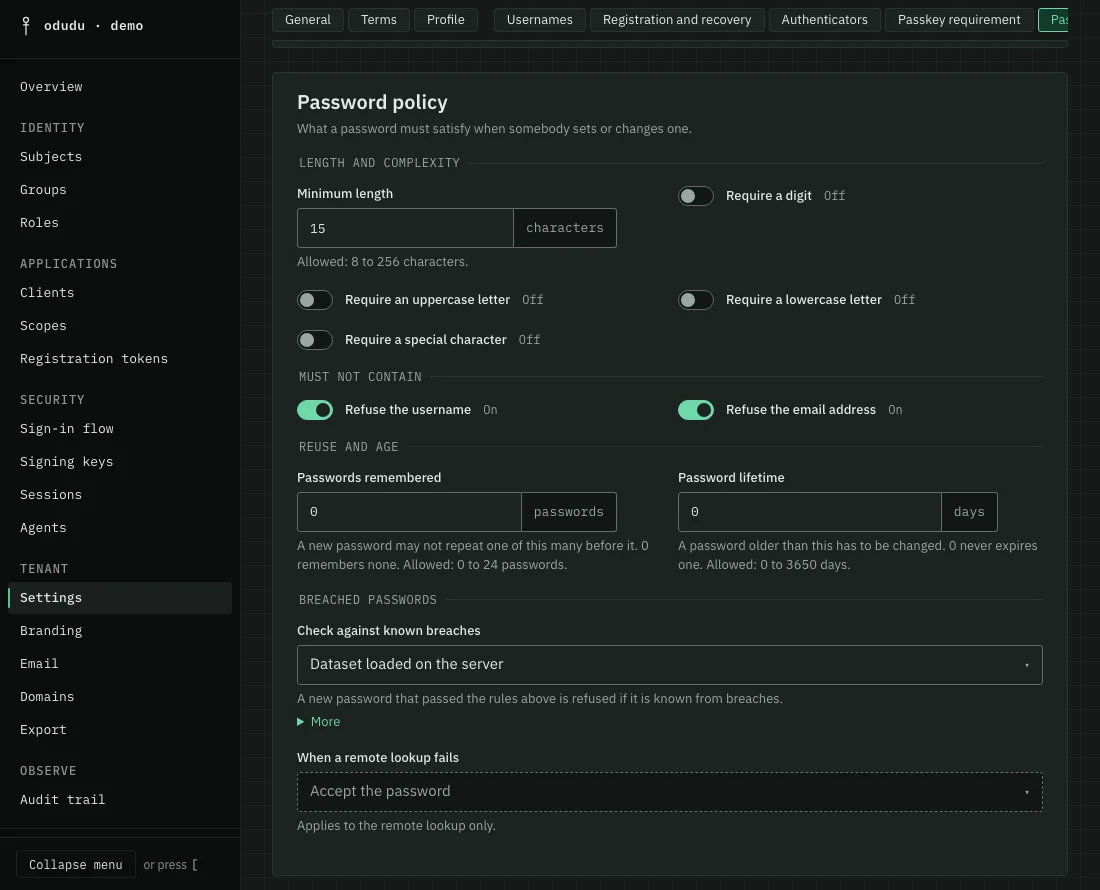 odudu · demo
General Terms Profile Usernames Registration and recovery Authenticators Passkey requirement Pas
Overview
IDENTITY
Subjects
Groups
Roles
APPLICATIONS
Clients
Scopes
Registration tokens
SECURITY
Sign-in flow
Signing keys
Sessions
Agents
TENANT
Settings
Branding
Email
Domains
Export
OBSERVE
Audit trail
Collapse menu or press [
Password policy
What a password must satisfy when somebody sets or changes one.
LENGTH AND COMPLEXITY
Minimum length
15 characters
Allowed: 8 to 256 characters.
Require a digit Off
Require an uppercase letter Off
Require a lowercase letter Off
Require a special character Off
MUST NOT CONTAIN
Refuse the username On
Refuse the email address On
REUSE AND AGE
Passwords remembered
0 passwords
A new password may not repeat one of this many before it. 0
remembers none. Allowed: 0 to 24 passwords.
Password lifetime
0 days
A password older than this has to be changed. 0 never expires
one. Allowed: 0 to 3650 days.
BREACHED PASSWORDS
Check against known breaches
Dataset loaded on the server
A new password that passed the rules above is refused if it is known from breaches.
More
When a remote lookup fails
Accept the password
Applies to the remote lookup only.